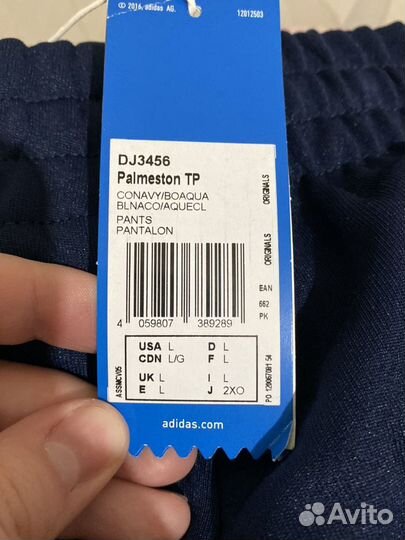 © 2016, adidas AG.
12012503
DJ3456
Palmeston TP
CONAVY/BOAQUA
BLNACO/AQUECL
PANTS
PANTALON
ORIGINALS
ORIGINALS
EAN
662
PK
4 059807 389289
USA L D L
CDN L/G F L
UK L I L
E L J 2XO
ASSMCV05
adidas.com
Avito